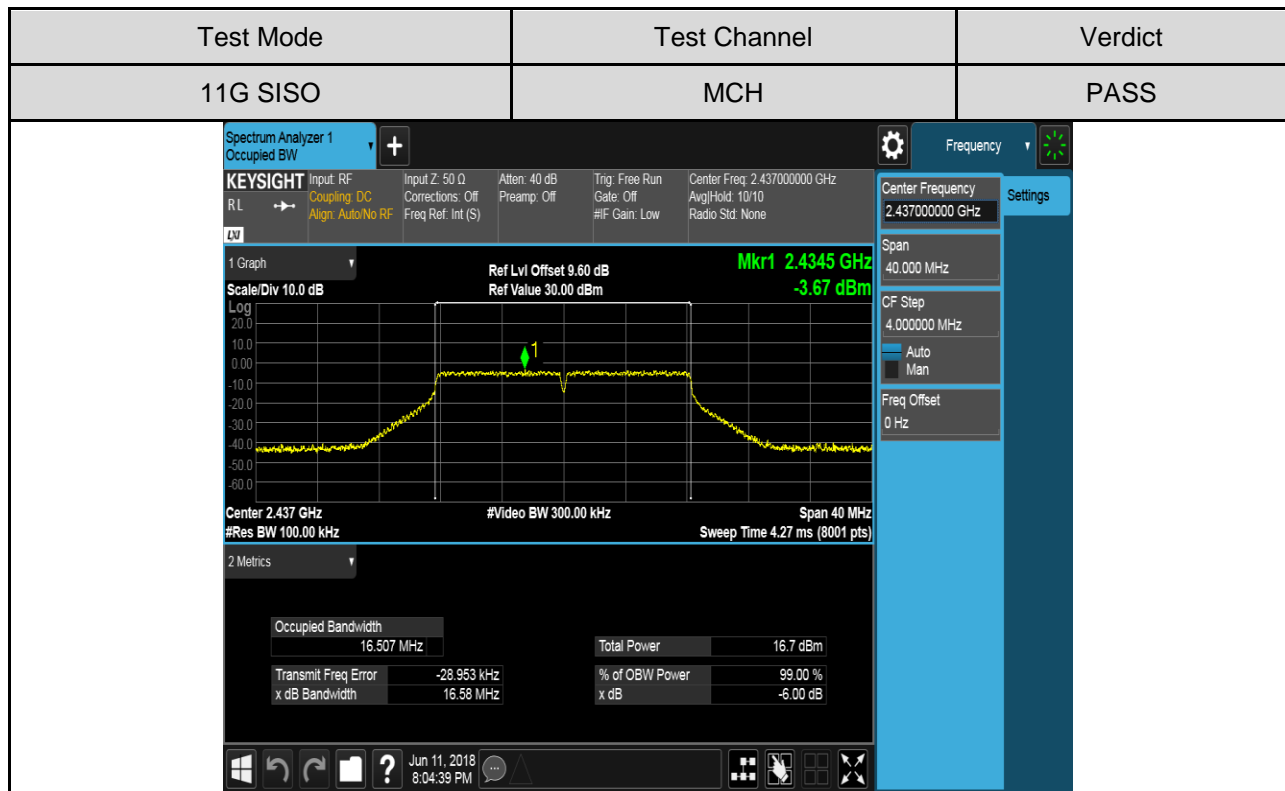 Test Mode Test Channel Verdict
11G SISO MCH PASS
Spectrum Analyzer 1
Occupied BW
+
Frequency
KEYSIGHT Input: RF Input Z: 50 Ω Atten: 40 dB Trig: Free Run Center Freq: 2.437000000 GHz
RL Coupling: DC Corrections: Off Preamp: Off Gate: Off Avg|Hold: 10/10
Align: Auto/No RF Freq Ref: Int (S) #IF Gain: Low Radio Std: None
LXI
Center Frequency
2.437000000 GHz
Settings
Span
40.000 MHz
CF Step
4.000000 MHz
Auto
Man
Freq Offset
0 Hz
1 Graph
Ref Lvl Offset 9.60 dB Mkr1 2.4345 GHz
Scale/Div 10.0 dB Ref Value 30.00 dBm -3.67 dBm
Log
20.0
10.0
0.00
-10.0
-20.0
-30.0
-40.0
-50.0
-60.0
1
Center 2.437 GHz #Video BW 300.00 kHz Span 40 MHz
#Res BW 100.00 kHz Sweep Time 4.27 ms (8001 pts)
2 Metrics
Occupied Bandwidth
16.507 MHz Total Power 16.7 dBm
Transmit Freq Error -28.953 kHz % of OBW Power 99.00 %
x dB Bandwidth 16.58 MHz x dB -6.00 dB
? Jun 11, 2018
8:04:39 PM